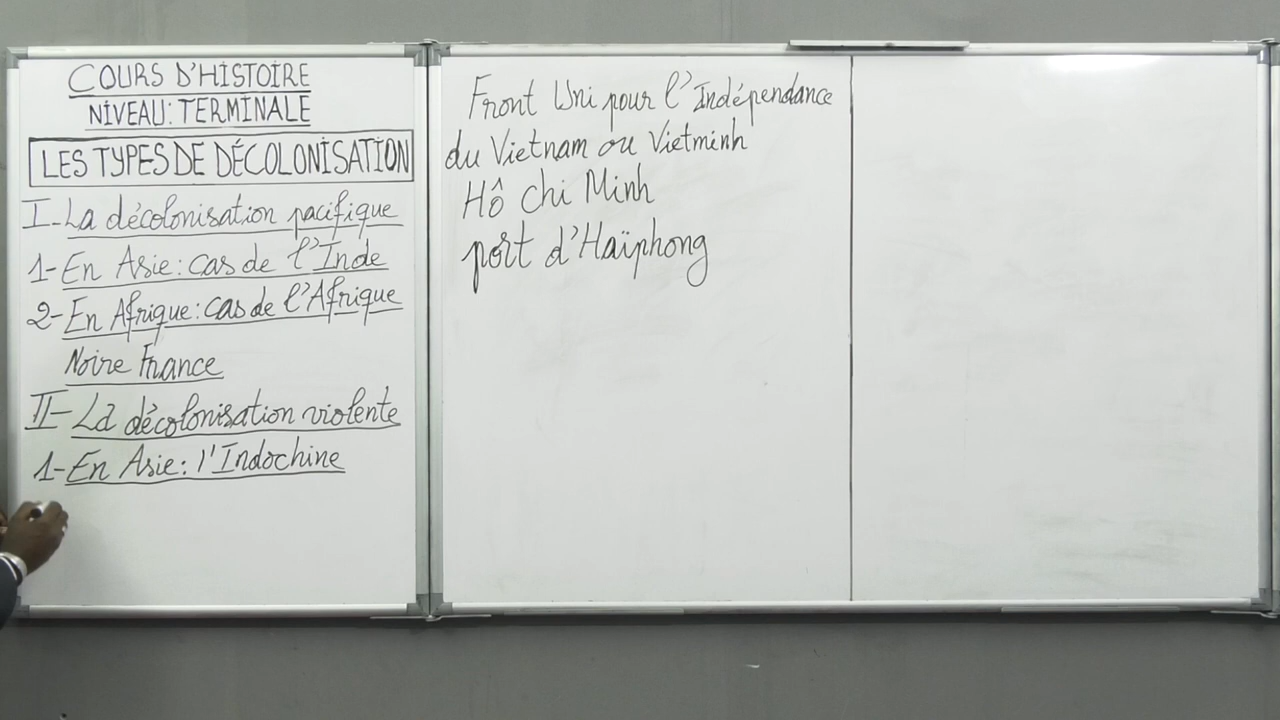 COURS D'HISTOIRE
NIVEAU: TERMINALE
LES TYPES DE DÉCOLONISATION
I-La décolonisation pacifique
1-En Asie: cas de l'Inde
2-En Afrique: cas de l'Afrique
Noire France
II-La décolonisation violente
1-En Asie: l'Indochine
Front Uni pour l'Indépendance
du Vietnam ou Vietminh
Hô Chi Minh
port d'Haïphong